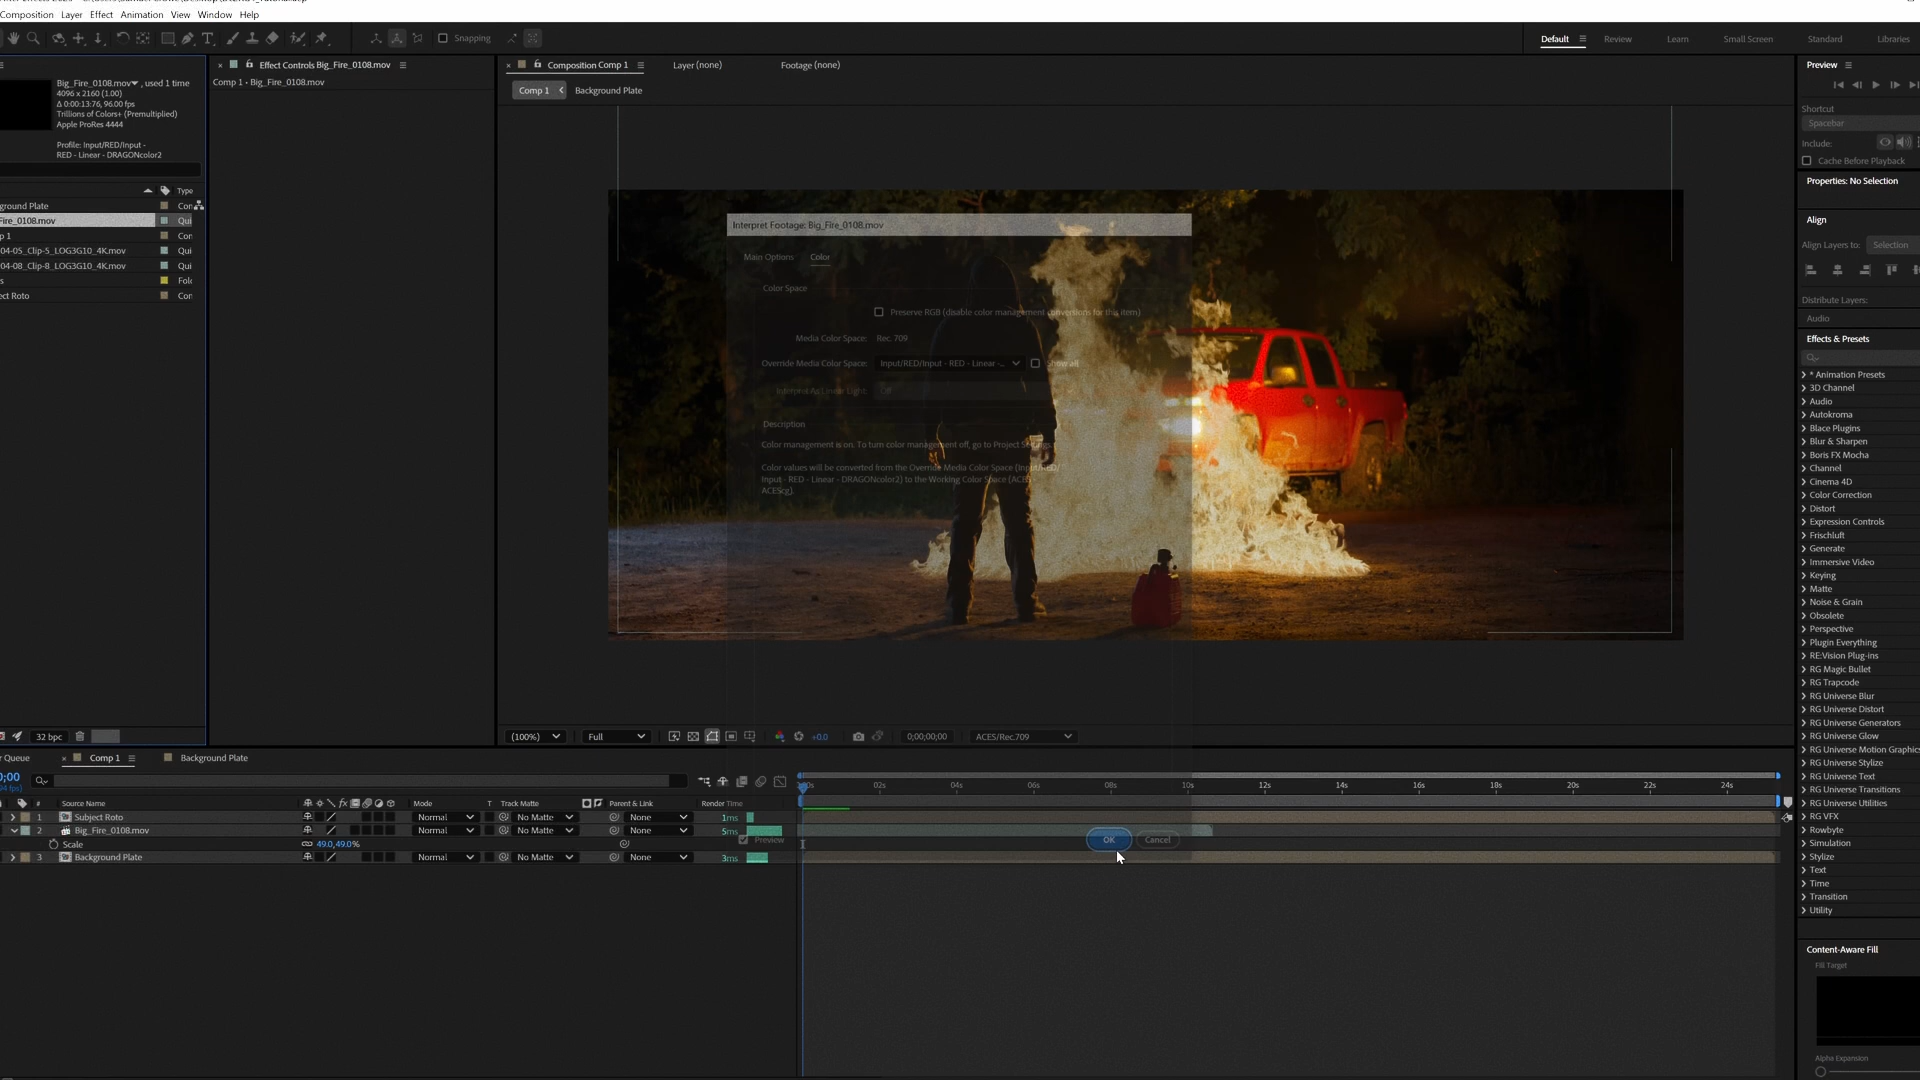 Composition Layer Effect Animation View Window Help
Snapping
Default Review Learn Small Screen Standard Libraries
Big_Fire_0108.mov , used 1 time
4096 x 2160 (1.00)
Δ 0:00:13:76, 96.00 fps
Trillions of Colors+ (Premultiplied)
Apple ProRes 4444
Profile: Input/RED/Input -
RED - Linear - DRAGONcolor2
Type
ground Plate Con
Fire_0108.mov Qui
p 1 Con
04-05_Clip-5_LOG3G10_4K.mov Qui
04-08_Clip-8_LOG3G10_4K.mov Qui
s Fol
ect Roto Con
32 bpc
Effect Controls Big_Fire_0108.mov
Comp 1 • Big_Fire_0108.mov
Composition Comp 1 Layer (none) Footage (none)
Comp 1 Background Plate
Interpret Footage: Big_Fire_0108.mov
Main Options Color
Color Space
Preserve RGB (disable color management conversions for this item)
Media Color Space: Rec. 709
Override Media Color Space: Input/RED/Input - RED - Linear -... Show all
Interpret As Linear Light: Off
Description
Color management is on. To turn color management off, go to Project Settings.
Color values will be converted from the Override Media Color Space (Input/RED/
Input - RED - Linear - DRAGONcolor2) to the Working Color Space (ACES -
ACEScg).
Preview OK Cancel
(100%) Full +0.0 0;00;00;00 ACES/Rec.709
Preview
Shortcut
Spacebar
Include:
Cache Before Playback
Properties: No Selection
Align
Align Layers to: Selection
Distribute Layers:
Audio
Effects & Presets
* Animation Presets
3D Channel
Audio
Autokroma
Blace Plugins
Blur & Sharpen
Boris FX Mocha
Channel
Cinema 4D
Color Correction
Distort
Expression Controls
Frischluft
Generate
Immersive Video
Keying
Matte
Noise & Grain
Obsolete
Perspective
Plugin Everything
RE:Vision Plug-ins
RG Magic Bullet
RG Trapcode
RG Universe Blur
RG Universe Distort
RG Universe Generators
RG Universe Glow
RG Universe Motion Graphics
RG Universe Stylize
RG Universe Text
RG Universe Transitions
RG Universe Utilities
RG VFX
Rowbyte
Simulation
Stylize
Text
Time
Transition
Utility
Content-Aware Fill
Fill Target
Alpha Expansion
r Queue Comp 1 Background Plate
0;00
02s 04s 06s 08s 10s 12s 14s 16s 18s 20s 22s 24s
# Source Name Mode T Track Matte Parent & Link Render Time
1 Subject Roto Normal No Matte None 1ms
2 Big_Fire_0108.mov Normal No Matte None 5ms
Scale 49.0,49.0%
3 Background Plate Normal No Matte None 3ms